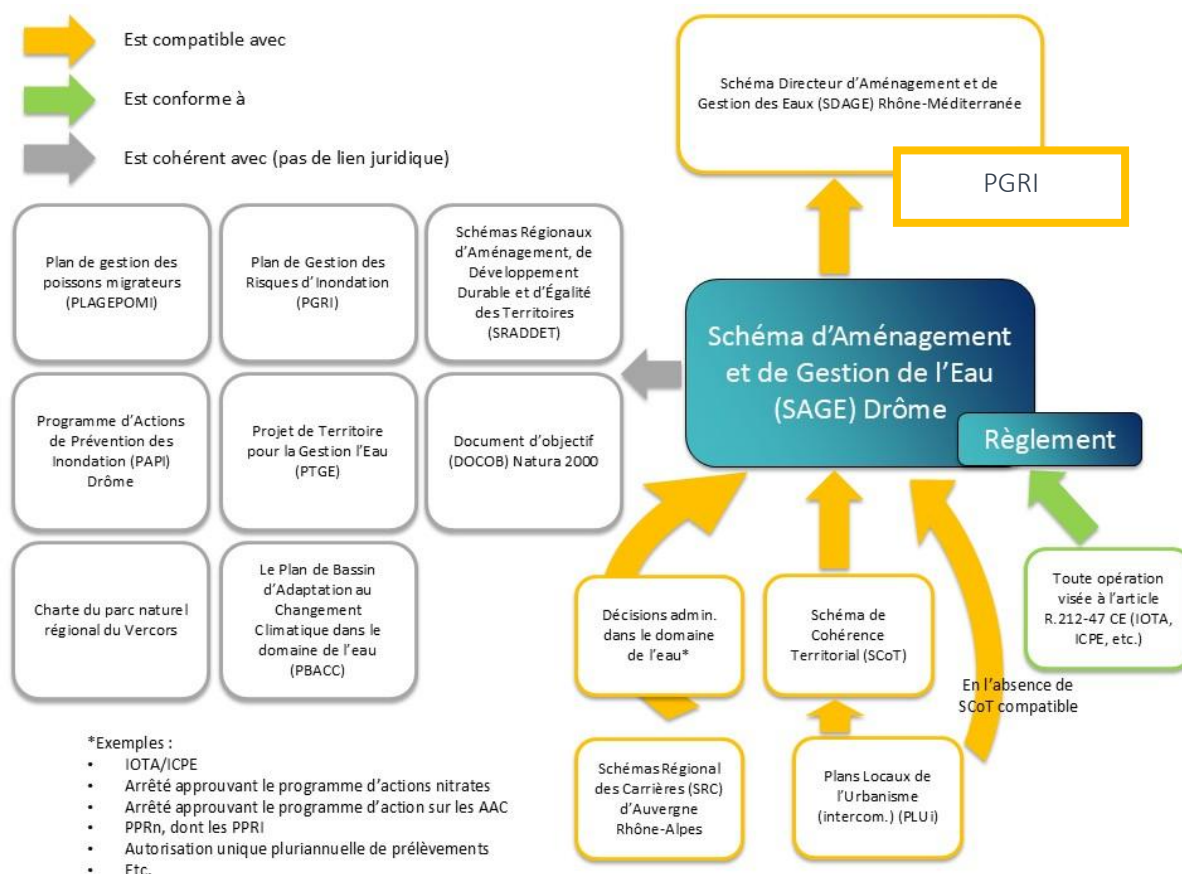 Est compatible avec
Est conforme à
Est cohérent avec (pas de lien juridique)
Schéma Directeur d’Aménagement et de
Gestion des Eaux (SDAGE) Rhône-Méditerranée
PGRI
Plan de gestion des
poissons migrateurs
(PLAGEPOMI)
Plan de Gestion des
Risques d’Inondation
(PGRI)
Schémas Régionaux
d’Aménagement, de
Développement
Durable et d’Égalité
des Territoires
(SRADDET)
Schéma d’Aménagement
et de Gestion de l’Eau
(SAGE) Drôme
Règlement
Programme d’Actions
de Prévention des
Inondation (PAPI)
Drôme
Projet de Territoire
pour la Gestion l’Eau
(PTGE)
Document d’objectif
(DOCOB) Natura 2000
Charte du parc naturel
régional du Vercors
Le Plan de Bassin
d’Adaptation au
Changement
Climatique dans le
domaine de l’eau
(PBACC)
Décisions admin.
dans le domaine
de l’eau*
Schéma de
Cohérence
Territorial (SCoT)
Toute opération
visée à l’article
R.212-47 CE (IOTA,
ICPE, etc.)
En l’absence de
SCoT compatible
Schémas Régional
des Carrières (SRC)
d’Auvergne
Rhône-Alpes
Plans Locaux de
l’Urbanisme
(intercom.) (PLUi)
*Exemples :
• IOTA/ICPE
• Arrêté approuvant le programme d’actions nitrates
• Arrêté approuvant le programme d’action sur les AAC
• PPRn, dont les PPRI
• Autorisation unique pluriannuelle de prélèvements
• Etc.